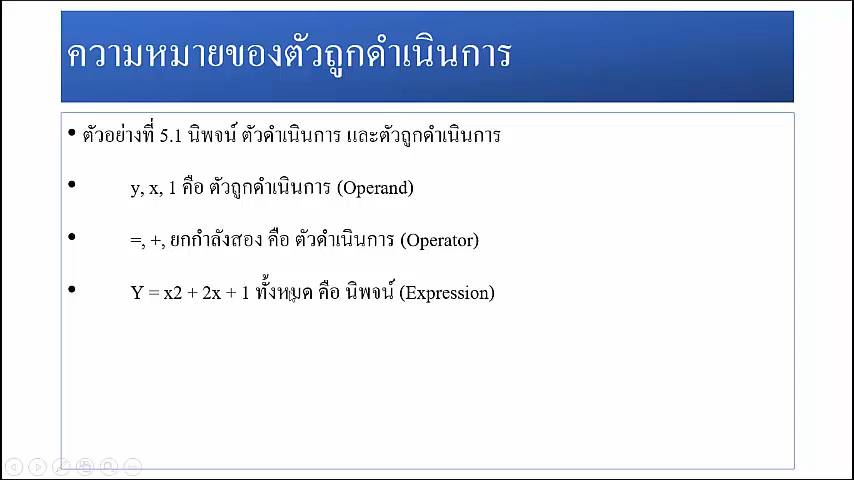 ความหมายของตัวถูกดำเนินการ
• ตัวอย่างที่ 5.1 นิพจน์ ตัวดำเนินการ และตัวถูกดำเนินการ
• y, x, 1 คือ ตัวถูกดำเนินการ (Operand)
• =, +, ยกกำลังสอง คือ ตัวดำเนินการ (Operator)
• Y = x2 + 2x + 1 ทั้งหมด คือ นิพจน์ (Expression)